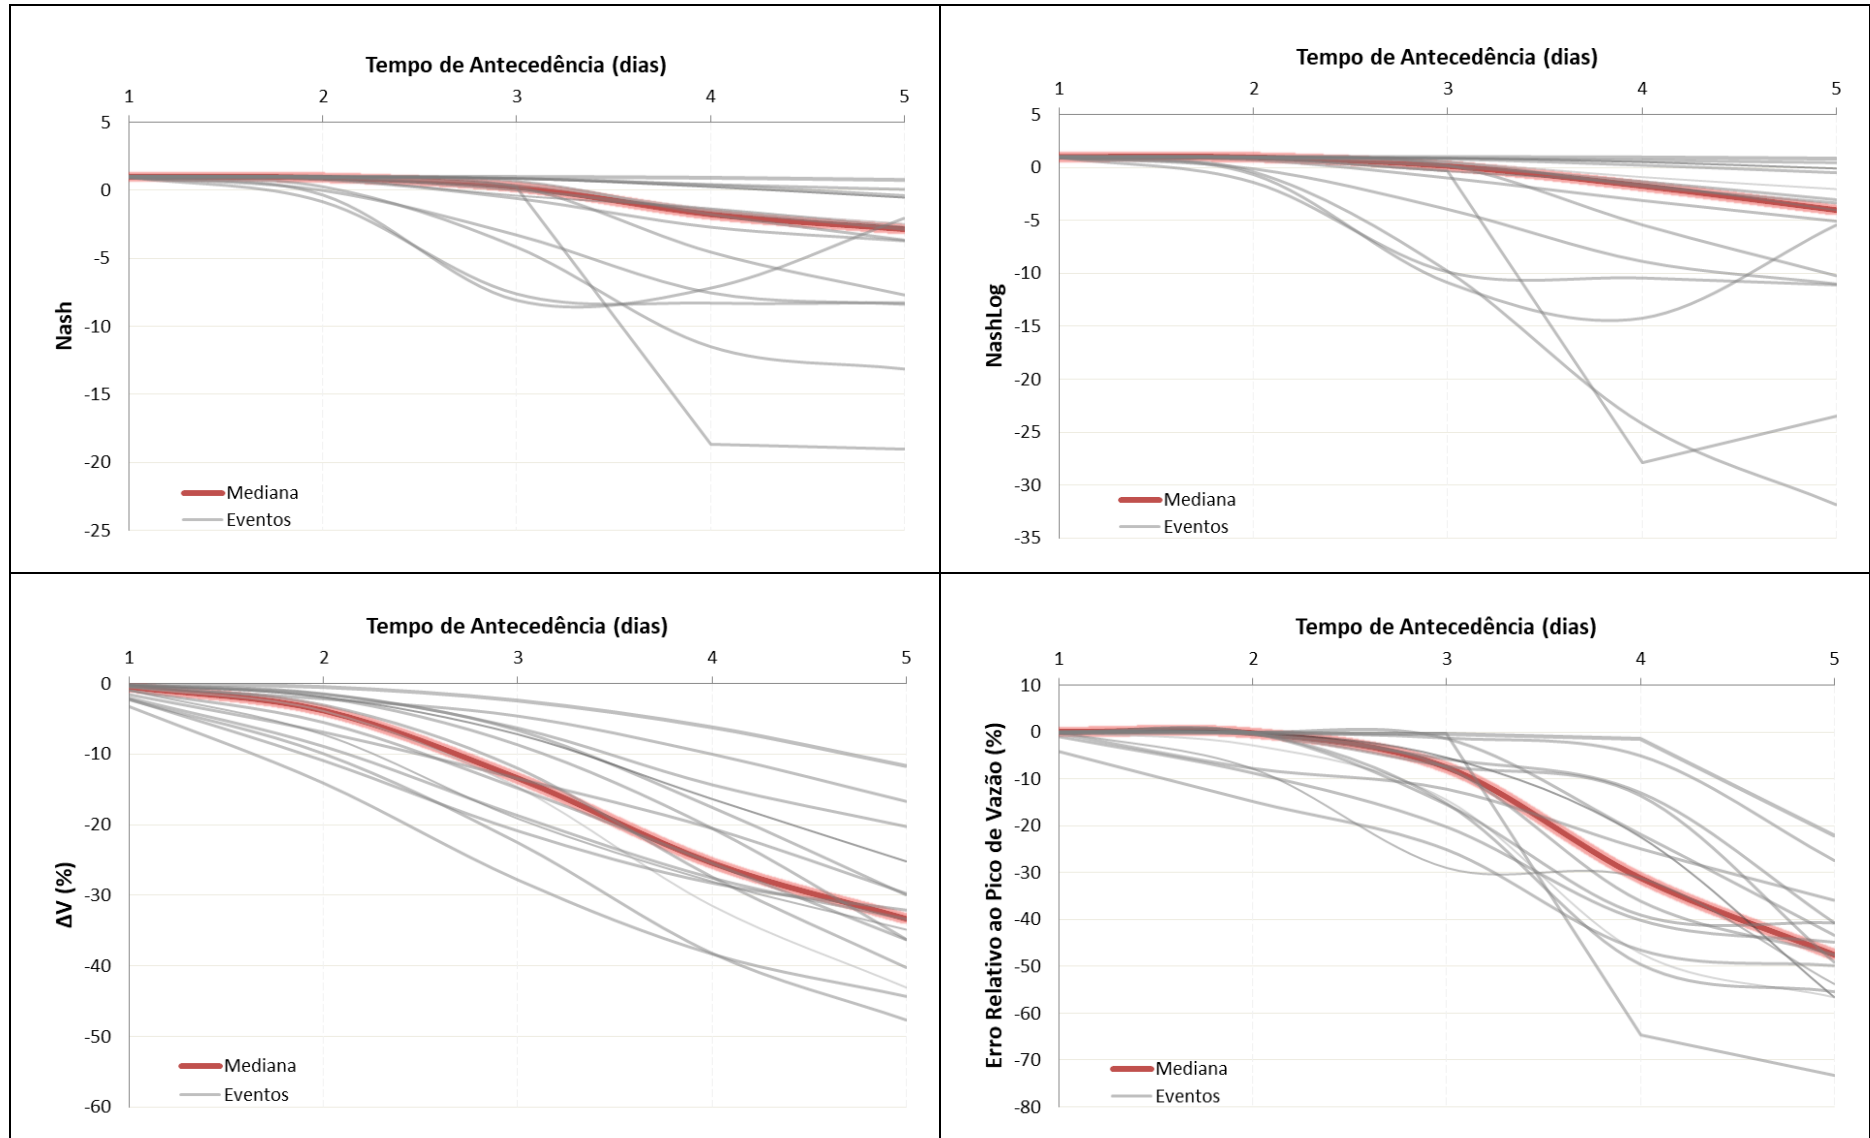 Tempo de Antecedência (dias)
1 2 3 4 5
5
0
-5
-10
-15
-20
-25
Nash
Mediana
Eventos
Tempo de Antecedência (dias)
1 2 3 4 5
5
0
-5
-10
-15
-20
-25
-30
-35
NashLog
Mediana
Eventos
Tempo de Antecedência (dias)
1 2 3 4 5
0
-10
-20
-30
-40
-50
-60
ΔV (%)
Mediana
Eventos
Tempo de Antecedência (dias)
1 2 3 4 5
10
0
-10
-20
-30
-40
-50
-60
-70
-80
Erro Relativo ao Pico de Vazão (%)
Mediana
Eventos